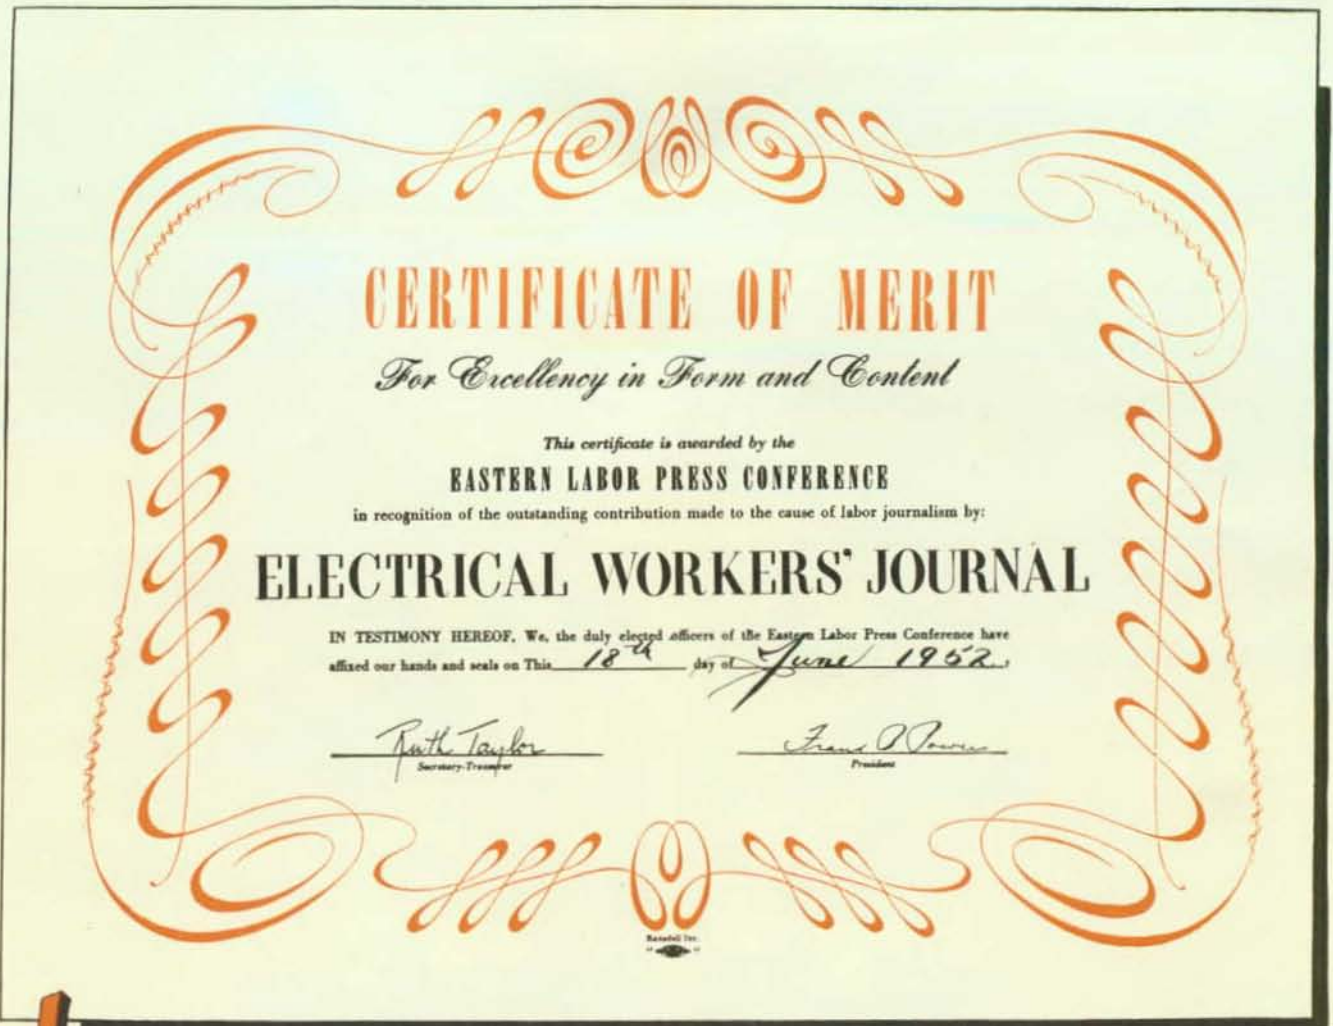 CERTIFICATE OF MERIT
For Excellency in Form and Content
This certificate is awarded by the
EASTERN LABOR PRESS CONFERENCE
in recognition of the outstanding contribution made to the cause of labor journalism by:
ELECTRICAL WORKERS' JOURNAL
IN TESTIMONY HEREOF, We, the duly elected officers of the Eastern Labor Press Conference have
affixed our hands and seals on This 18th day of June 1952.
Ruth Taylor
Secretary-Treasurer
President